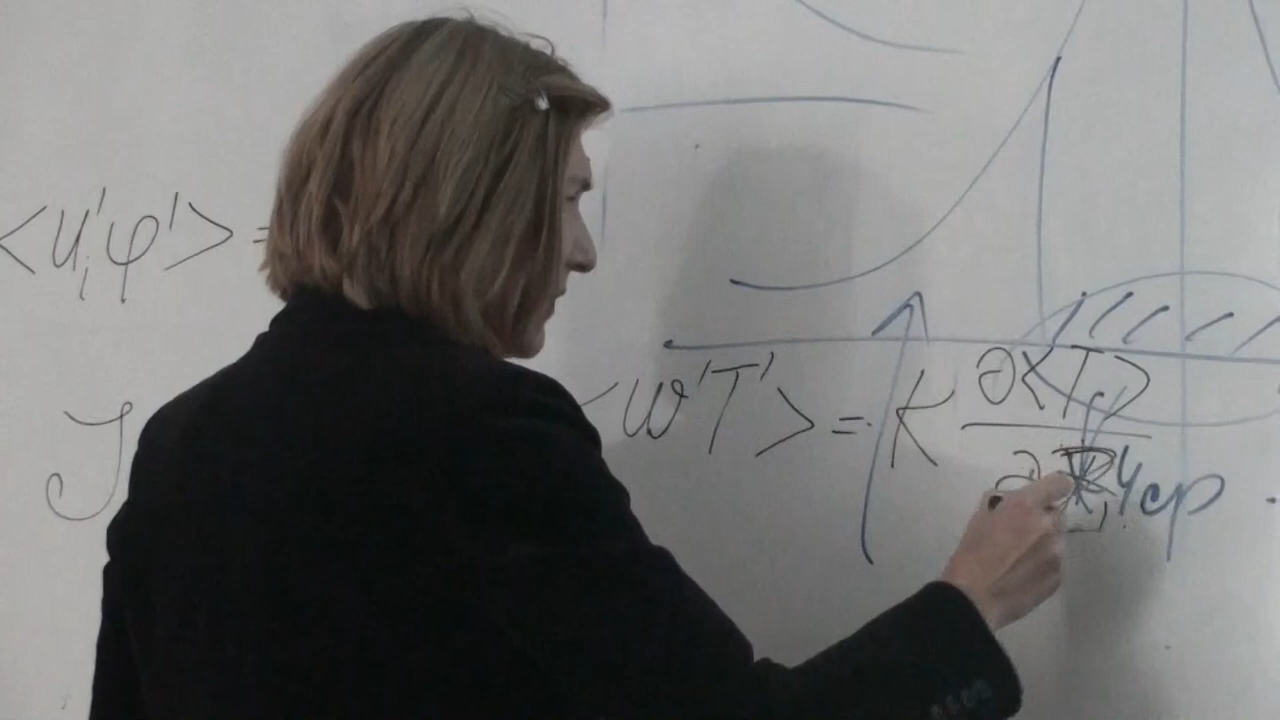 <u'ᵢφ'> =
J <w'T'> = K ∂<T>
∂
ср